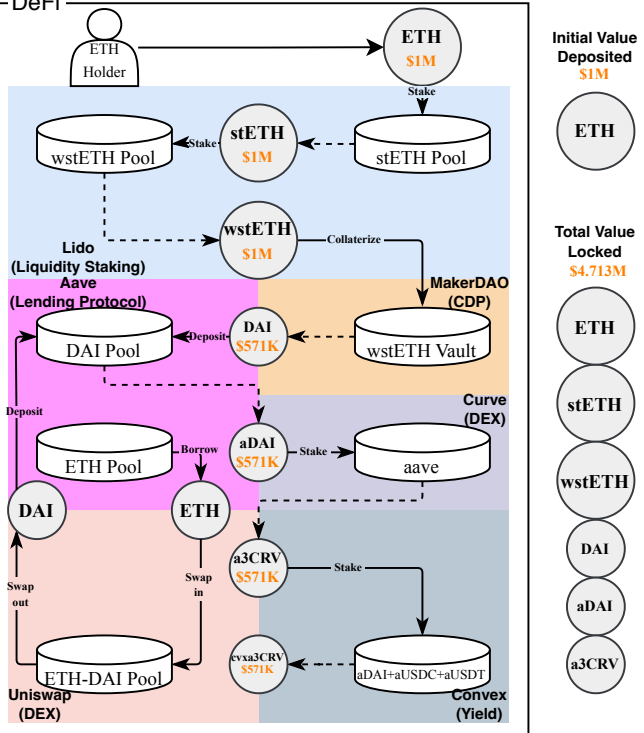 DeFi
ETH
Holder
ETH
$1M
Stake
wstETH Pool
Stake
stETH
$1M
stETH Pool
wstETH
$1M
Collaterize
Lido
(Liquidity Staking)
Aave
(Lending Protocol)
MakerDAO
(CDP)
DAI Pool
Deposit
DAI
$571K
wstETH Vault
Deposit
Curve
(DEX)
ETH Pool
Borrow
aDAI
$571K
Stake
aave
DAI
ETH
Swap
out
Swap
in
a3CRV
$571K
Stake
ETH-DAI Pool
cvxa3CRV
$571K
aDAI+aUSDC+aUSDT
Uniswap
(DEX)
Convex
(Yield)
Initial Value
Deposited
$1M
ETH
Total Value
Locked
$4.713M
ETH
stETH
wstETH
DAI
aDAI
a3CRV